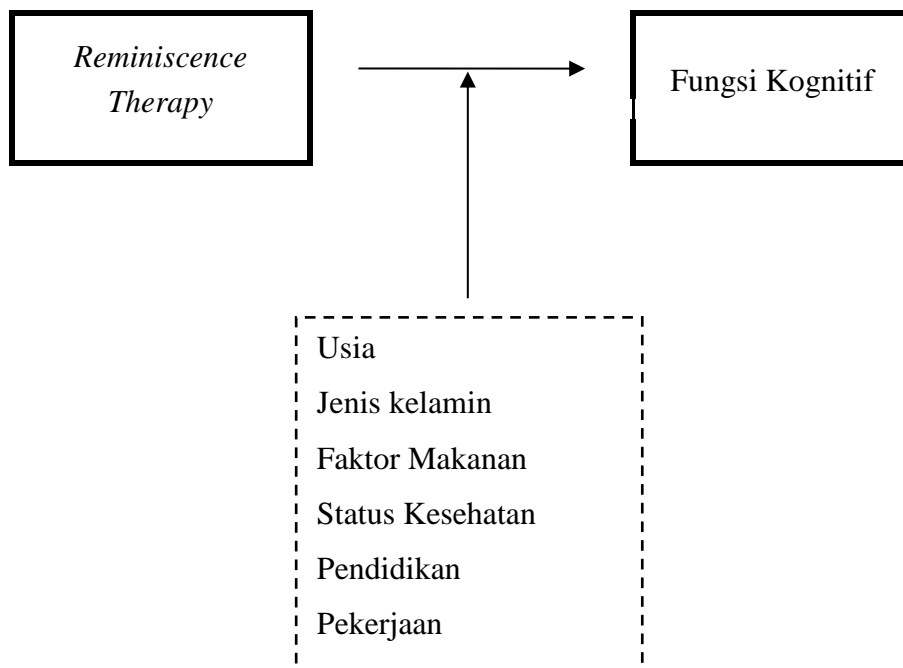 Reminiscence
Therapy
Fungsi Kognitif
Usia
Jenis kelamin
Faktor Makanan
Status Kesehatan
Pendidikan
Pekerjaan